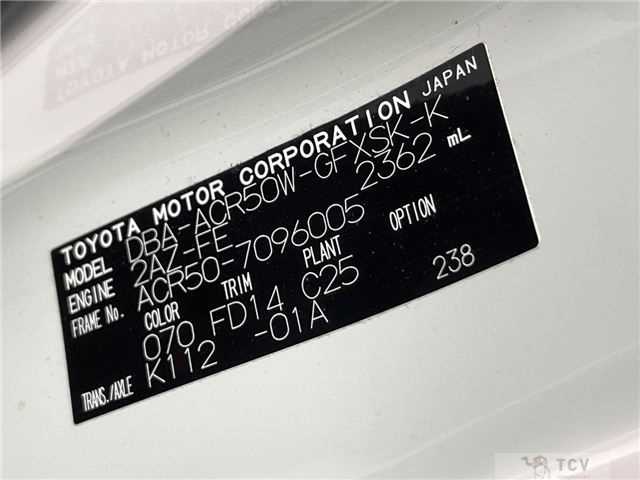 TOYOTA MOTOR CORPORATION JAPAN
MODEL DBA-ACR50W-GFXSK-K
ENGINE 2AZ-FE 2362 mL
FRAME No. ACR50-7096005
COLOR TRIM PLANT OPTION
070 FD14 C25 238
TRANS./AXLE K112 -01A
TCV